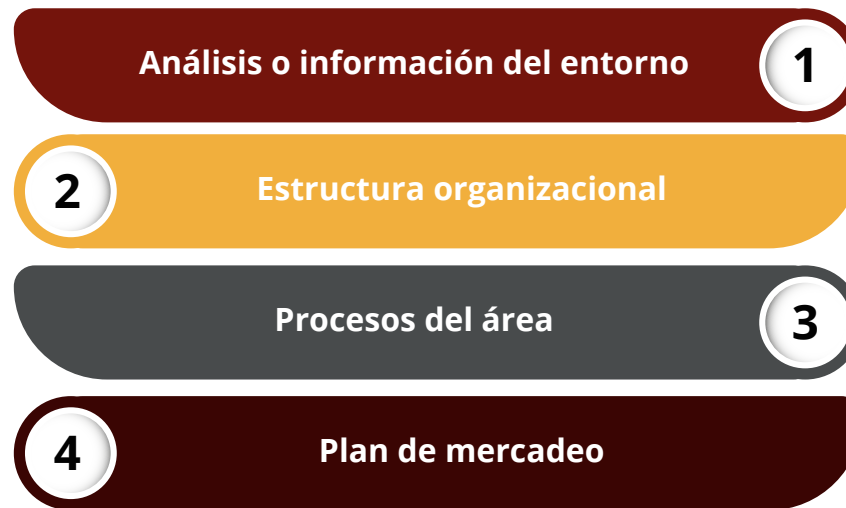 Análisis o información del entorno 1
2 Estructura organizacional
Procesos del área 3
4 Plan de mercadeo